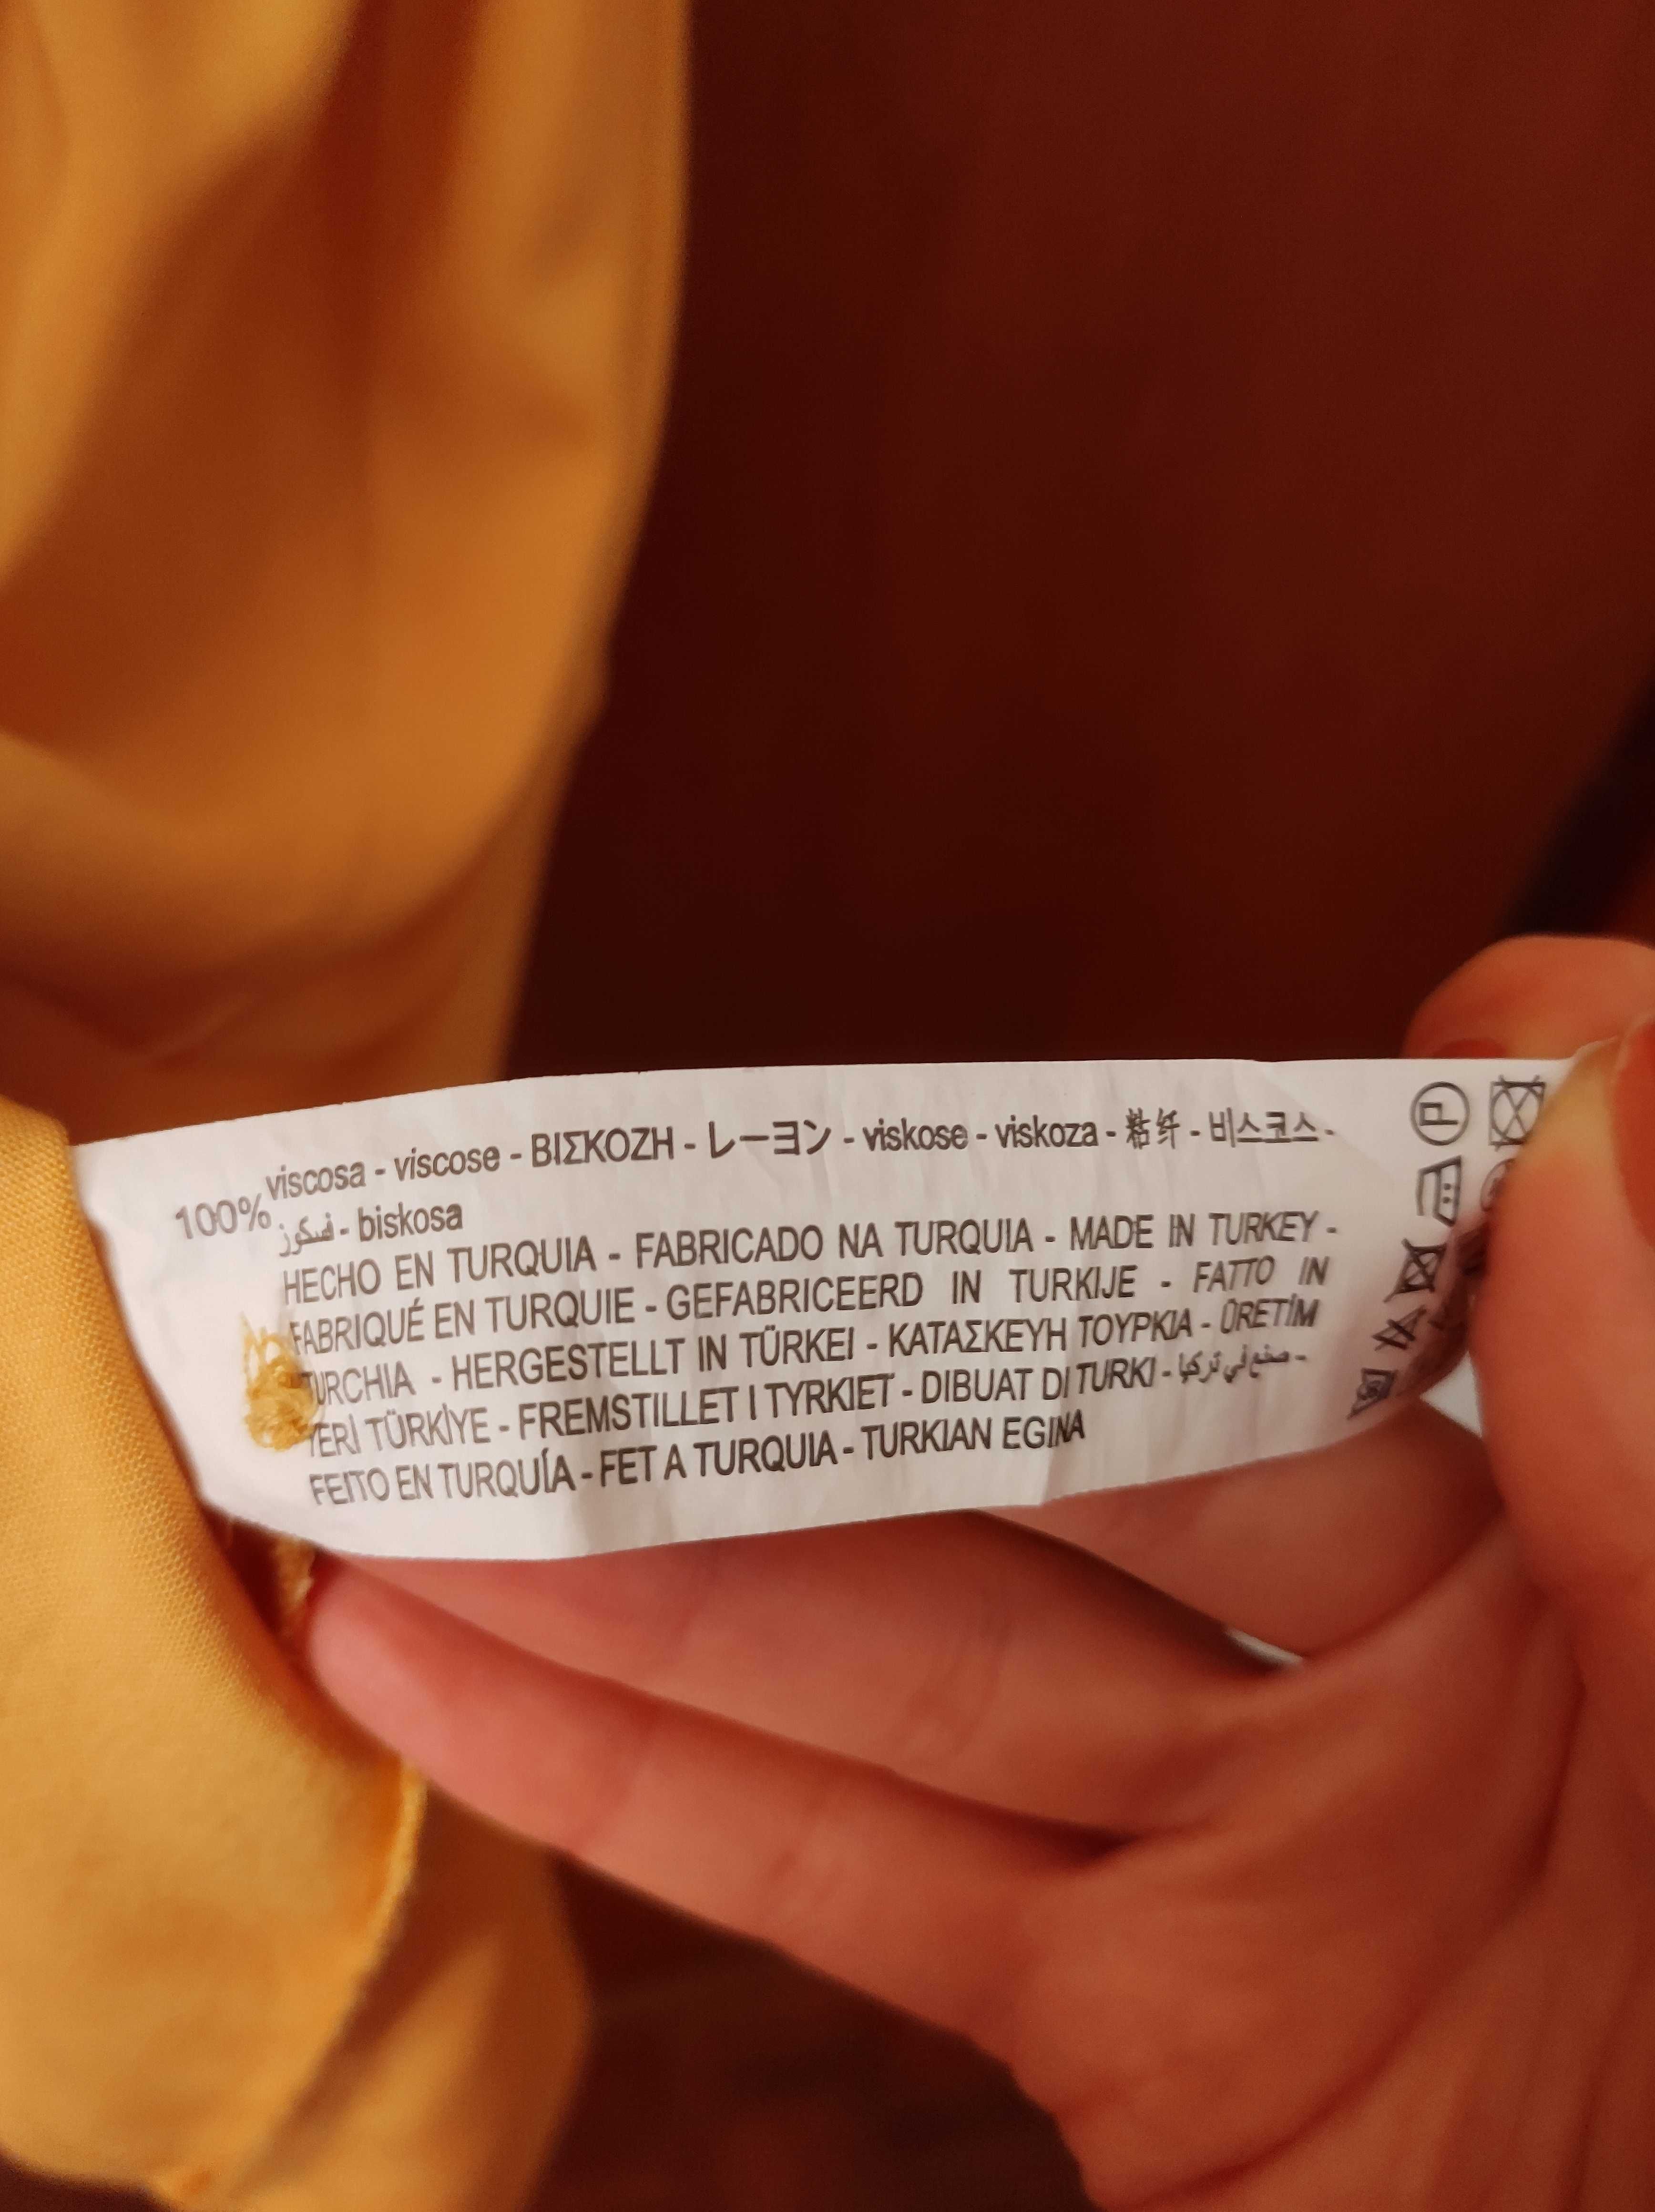 100% viscosa - viscose - ΒΙΣΚΟΖΗ - レーヨン - viskose - viskoza - 粘纤 - 비스코스 -
فسكوز - biskosa
HECHO EN TURQUIA - FABRICADO NA TURQUIA - MADE IN TURKEY -
FABRIQUÉ EN TURQUIE - GEFABRICEERD IN TURKIJE - FATTO IN
TURCHIA - HERGESTELLT IN TÜRKEI - ΚΑΤΑΣΚΕΥΗ ΤΟΥΡΚΙΑ - ÜRETİM
YERİ TÜRKİYE - FREMSTILLET I TYRKIET - DIBUAT DI TURKI - صنع في تركيا -
FEITO EN TURQUÍA - FET A TURQUIA - TURKIAN EGINA
P